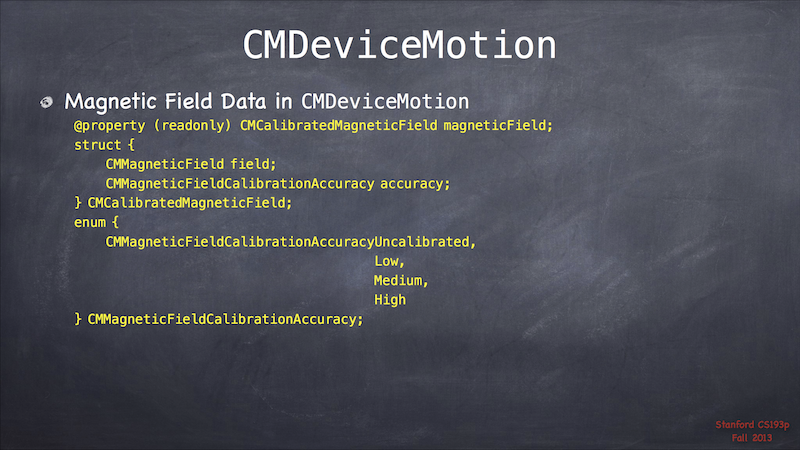 CMDeviceMotion
Magnetic Field Data in CMDeviceMotion
@property (readonly) CMCalibratedMagneticField magneticField;
struct {
CMMagneticField field;
CMMagneticFieldCalibrationAccuracy accuracy;
} CMCalibratedMagneticField;
enum {
CMMagneticFieldCalibrationAccuracyUncalibrated,
Low,
Medium,
High
} CMMagneticFieldCalibrationAccuracy;
Stanford CS193p
Fall 2013